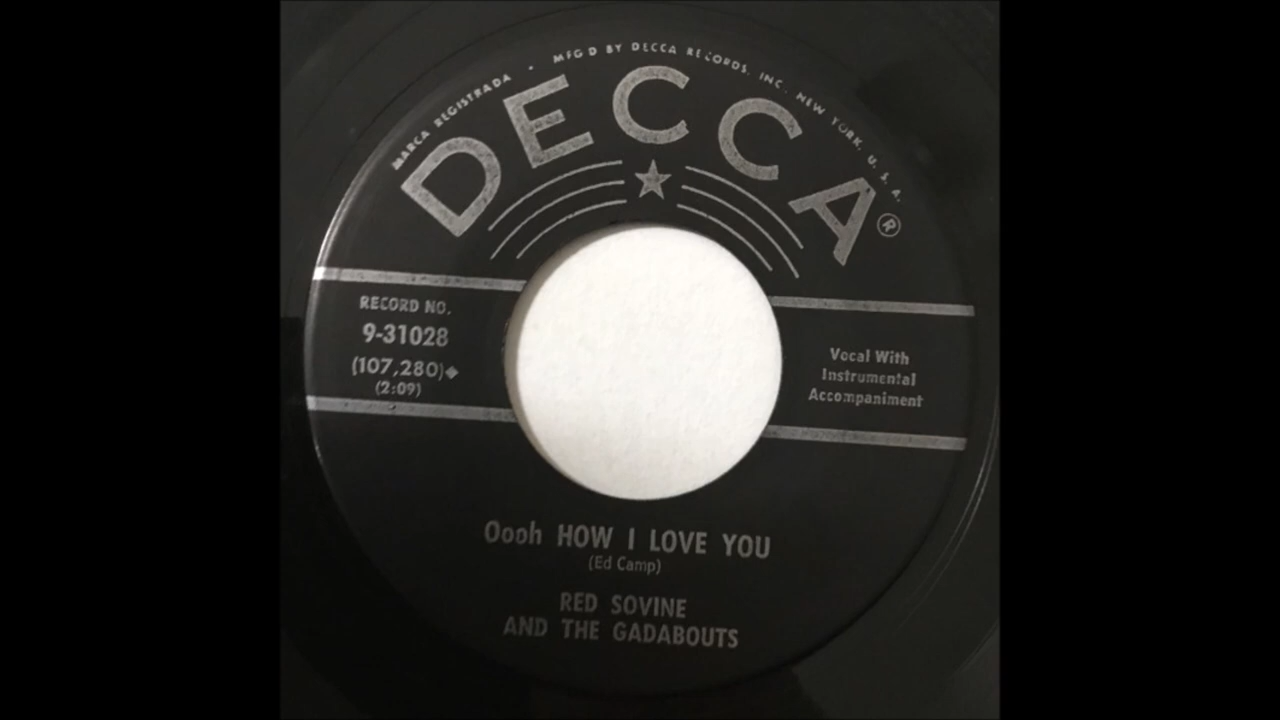 MARCA REGISTRADA • MFG'D BY DECCA RECORDS, INC., NEW YORK, U. S. A.
DECCA®
RECORD NO.
9-31028
(107,280)◆
(2:09)
Vocal With
Instrumental
Accompaniment
Oooh HOW I LOVE YOU
(Ed Camp)
RED SOVINE
AND THE GADABOUTS